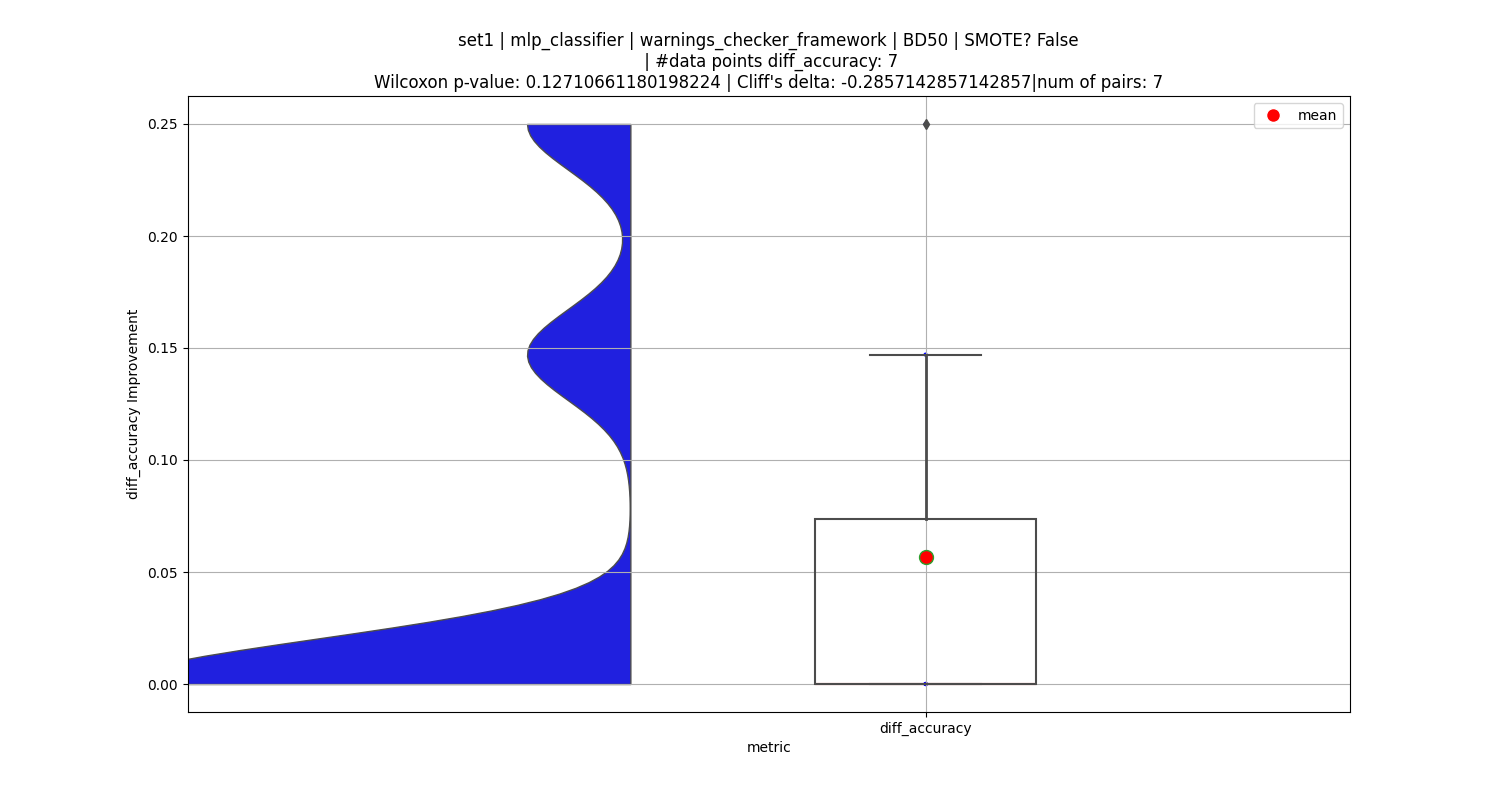 set1 | mlp_classifier | warnings_checker_framework | BD50 | SMOTE? False
| #data points diff_accuracy: 7
Wilcoxon p-value: 0.12710661180198224 | Cliff's delta: -0.2857142857142857|num of pairs: 7
mean
0.25
0.20
0.15
0.10
0.05
0.00
diff_accuracy Improvement
diff_accuracy
metric